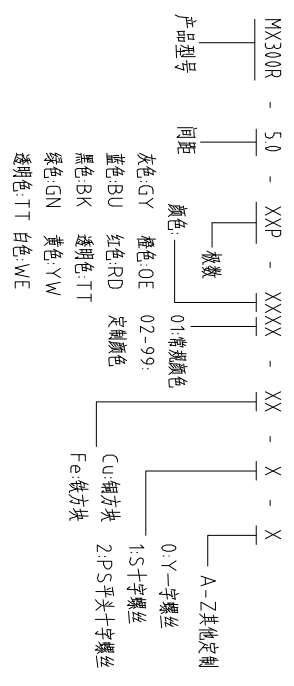 MX300R - 5.0 - XXP - XXXX - XX - X - X
产品型号
间距
极数
颜色:
灰色:GY 橙色:OE
蓝色:BU 红色:RD
黑色:BK 透明色:TT
绿色:GN 黄色:YW
透明色:TT 白色:WE
01:常规颜色
02-99:
定制颜色
Cu:铜方块
Fe:铁方块
0:Y一字螺丝
1:S十字螺丝
2:PS平头十字螺丝
A-Z其他定制